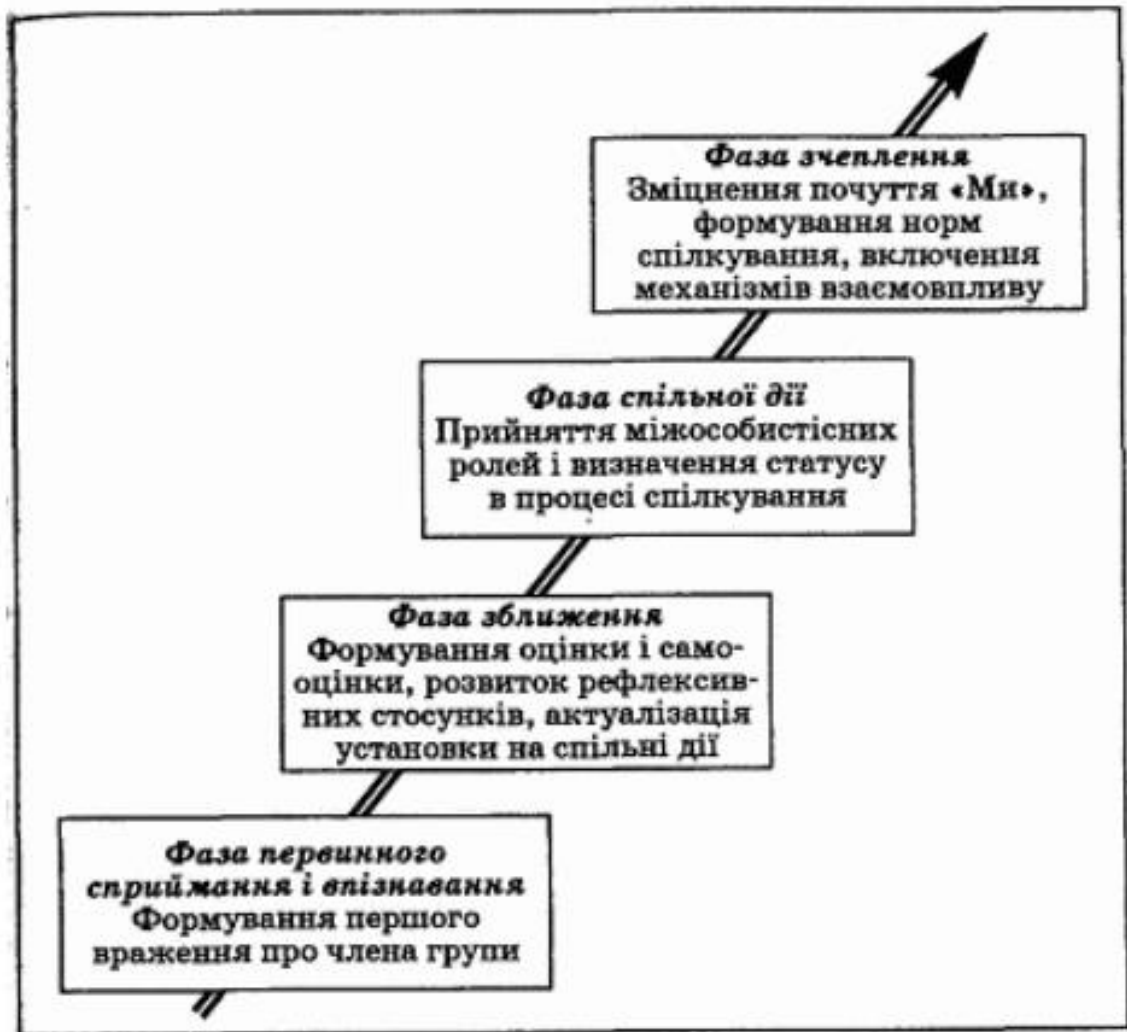 Фаза зчеплення
Зміцнення почуття «Ми»,
формування норм
спілкування, включення
механізмів взаємовпливу
Фаза спільної дії
Прийняття міжособистісних
ролей і визначення статусу
в процесі спілкування
Фаза зближення
Формування оцінки і само-
оцінки, розвиток рефлексив-
них стосунків, актуалізація
установки на спільні дії
Фаза первинного
сприймання і впізнавання
Формування першого
враження про члена групи